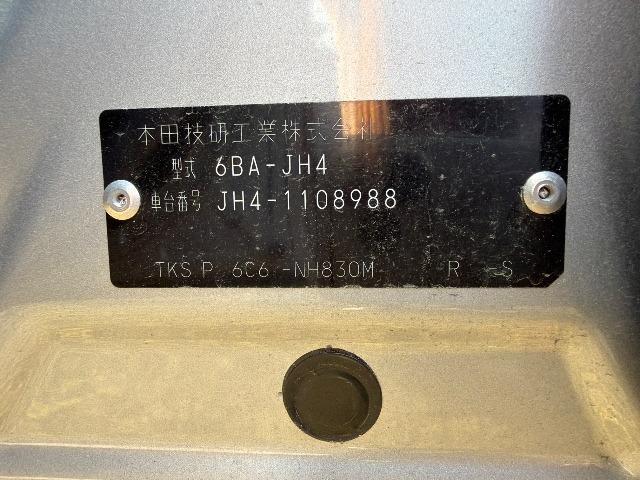 本田技研工業株式会社
型式 6BA-JH4
車台番号 JH4-1108988
TKS P 6C6 -NH830M R -S